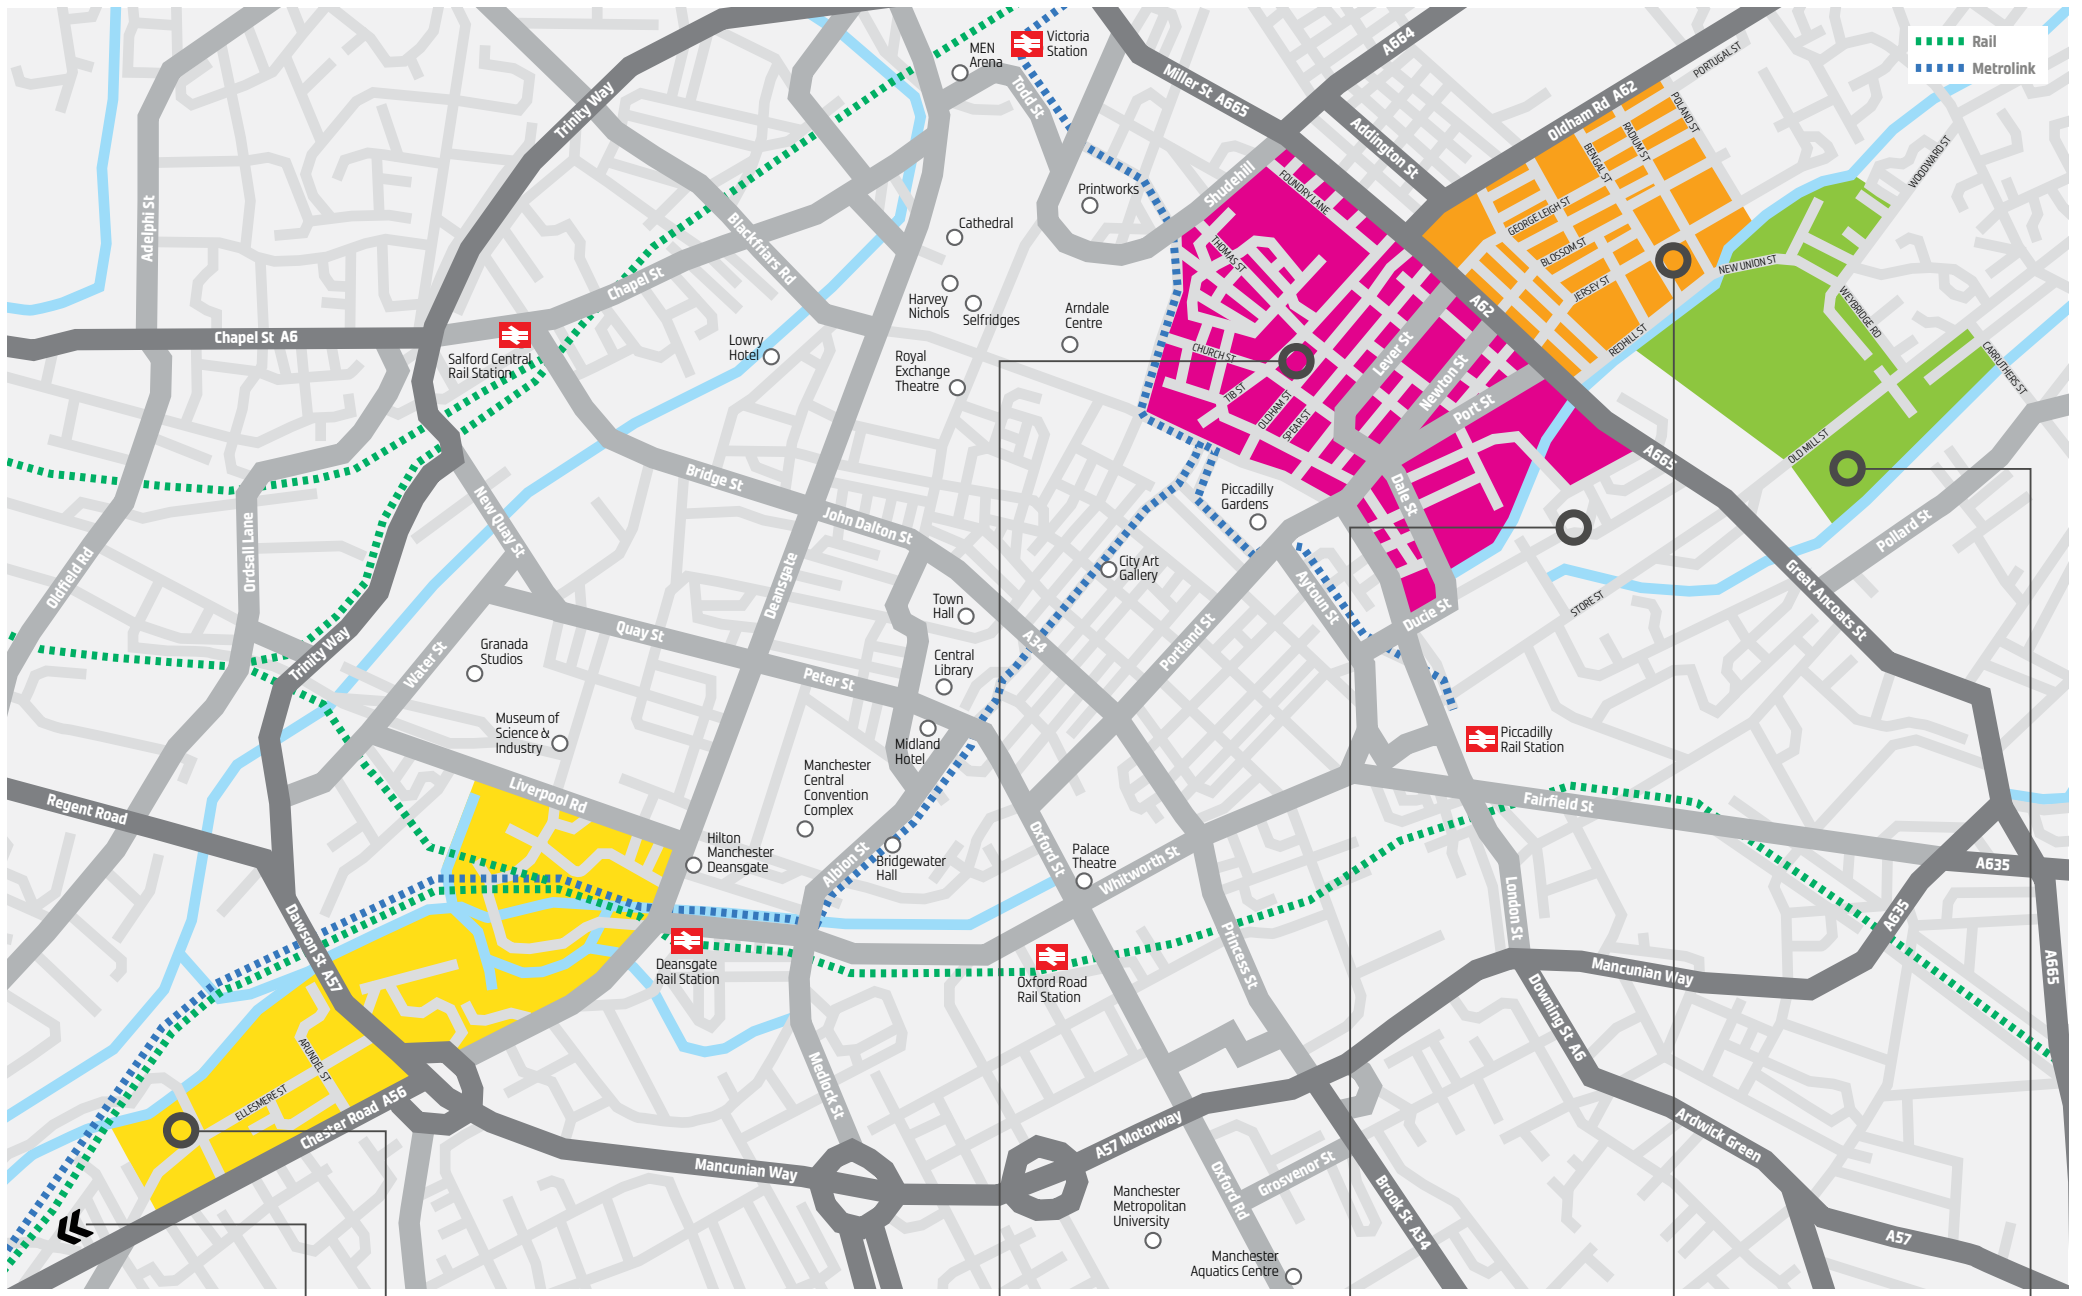 Rail
Metrolink
Victoria
Station
MEN
Arena
Todd St
Miller St A665
A664
PORTUGAL ST
Trinity Way
Addington St
Oldham Rd A62
POLAND ST
RADIUM ST
BENGAL ST
WOODWARD ST
Adelphi St
Blackfriars Rd
Printworks
Shudehill
FOUNDRY LANE
Cathedral
GEORGE LEIGH ST
THOMAS ST
BLOSSOM ST
NEW UNION ST
Chapel St
Harvey
Nichols
Selfridges
JERSEY ST
WEYBRIDGE RD
A62
Arndale
Centre
Chapel St A6
Lowry
Hotel
REDHILL ST
CARRUTHERS ST
Salford Central
Rail Station
Royal
Exchange
Theatre
CHURCH ST
Lever St
Newton St
TIB ST
OLDHAM ST
SPEAR ST
Port St
OLD MILL ST
A665
Bridge St
New Quay St
Piccadilly
Gardens
Dale St
John Dalton St
Pollard St
Ordsall Lane
Oldfield Rd
Deansgate
City Art
Gallery
Aytoun St
STORE ST
Great Ancoats St
Town
Hall
Ducie St
Trinity Way
Quay St
A34
Portland St
Granada
Studios
Water St
Central
Library
Peter St
Museum of
Science &
Industry
Midland
Hotel
Piccadilly
Rail Station
Manchester
Central
Convention
Complex
Liverpool Rd
Regent Road
Fairfield St
Hilton
Manchester
Deansgate
Albion St
Bridgewater
Hall
Oxford St
Palace
Theatre
Whitworth St
A635
London St
A635
Dawson St A57
Princess St
Deansgate
Rail Station
Oxford Road
Rail Station
Mancunian Way
A665
Downing St A6
ARUNDEL ST
ELLESMERE ST
Chester Road A56
Medlock St
A57 Motorway
Ardwick Green
Mancunian Way
Grosvenor St
Oxford Rd
Brook St A34
Manchester
Metropolitan
University
A57
Manchester
Aquatics Centre